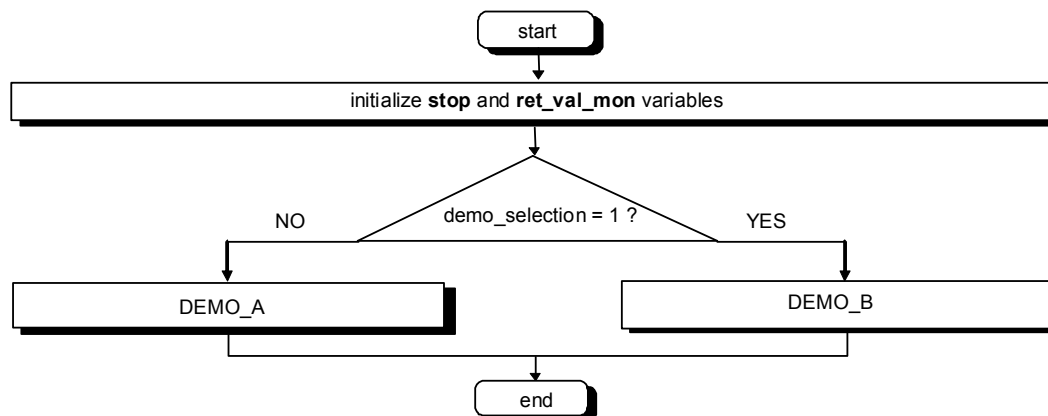 start
initialize stop and ret_val_mon variables
demo_selection = 1 ?
NO
YES
DEMO_A
DEMO_B
end